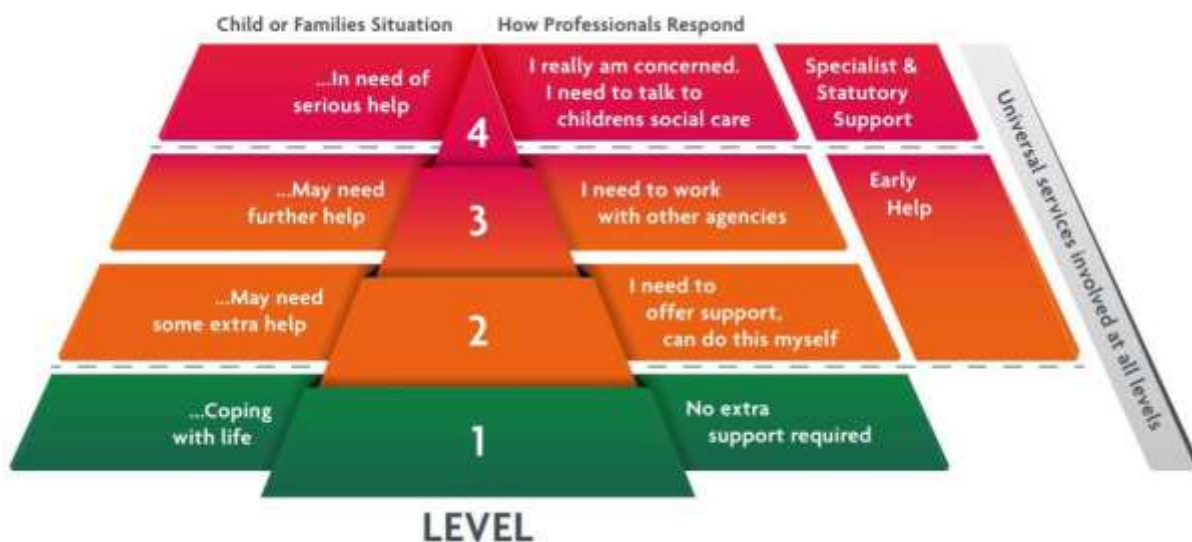 Child or Families Situation
How Professionals Respond
...In need of
serious help
4
I really am concerned.
I need to talk to
childrens social care
Specialist &
Statutory
Support
...May need
further help
3
I need to work
with other agencies
Early
Help
...May need
some extra help
2
I need to
offer support,
can do this myself
...Coping
with life
1
No extra
support required
LEVEL
Universal services involved at all levels